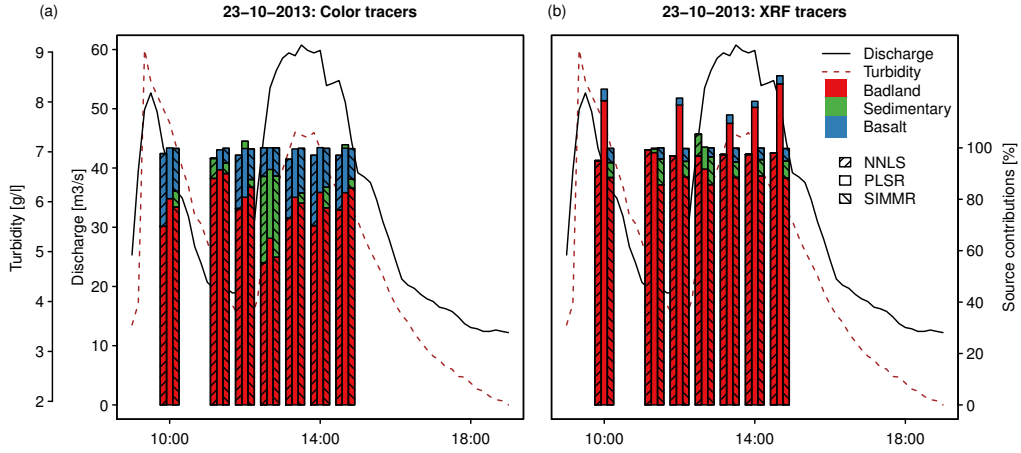 (a)
23−10−2013: Color tracers
(b)
23−10−2013: XRF tracers
Turbidity [g/l]
9
8
7
6
5
4
3
2
Discharge [m3/s]
60
50
40
30
20
10
0
10:00
14:00
18:00
Discharge
Turbidity
Badland
Sedimentary
Basalt
NNLS
PLSR
SIMMR
10:00
14:00
18:00
100
80
60
40
20
0
Source contributions [%]